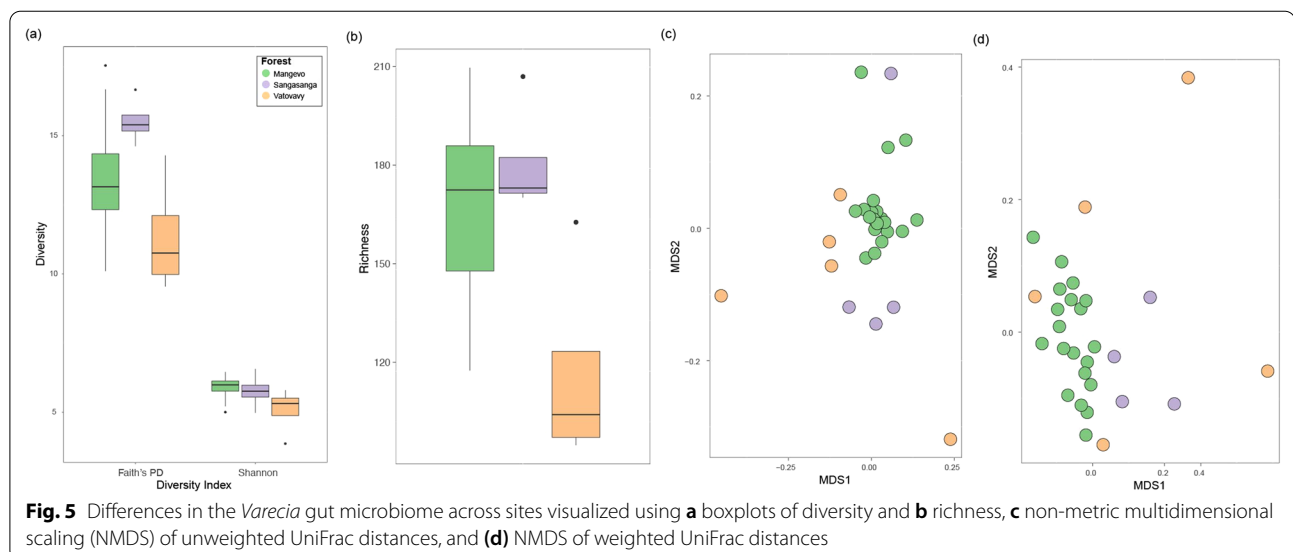 (a)
Forest
Mangevo
Sangasanga
Vatovavy
15
10
5
Diversity
Faith's PD Shannon
Diversity Index
(b)
210
180
150
120
Richness
(c)
0.2
0.0
−0.2
MDS2
−0.25 0.00 0.25
MDS1
(d)
0.4
0.2
0.0
MDS2
0.0 0.2 0.4
MDS1
Fig. 5 Differences in the Varecia gut microbiome across sites visualized using a boxplots of diversity and b richness, c non-metric multidimensional
scaling (NMDS) of unweighted UniFrac distances, and (d) NMDS of weighted UniFrac distances